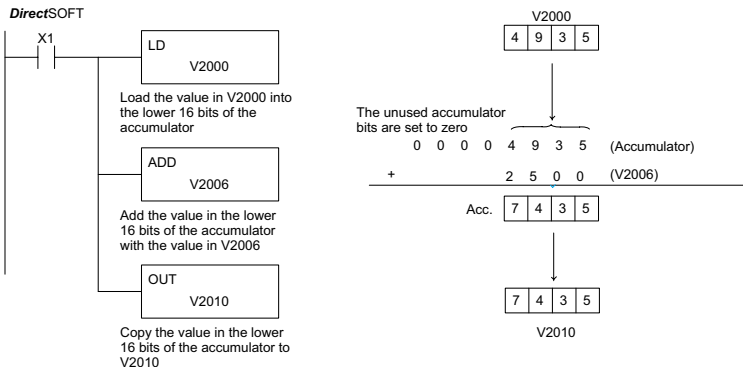 DirectSOFT
X1
LD
V2000
Load the value in V2000 into
the lower 16 bits of the
accumulator
ADD
V2006
Add the value in the lower
16 bits of the accumulator
with the value in V2006
OUT
V2010
Copy the value in the lower
16 bits of the accumulator to
V2010
V2000
4 9 3 5
The unused accumulator
bits are set to zero
0 0 0 0 4 9 3 5 (Accumulator)
+ 2 5 0 0 (V2006)
Acc. 7 4 3 5
7 4 3 5
V2010